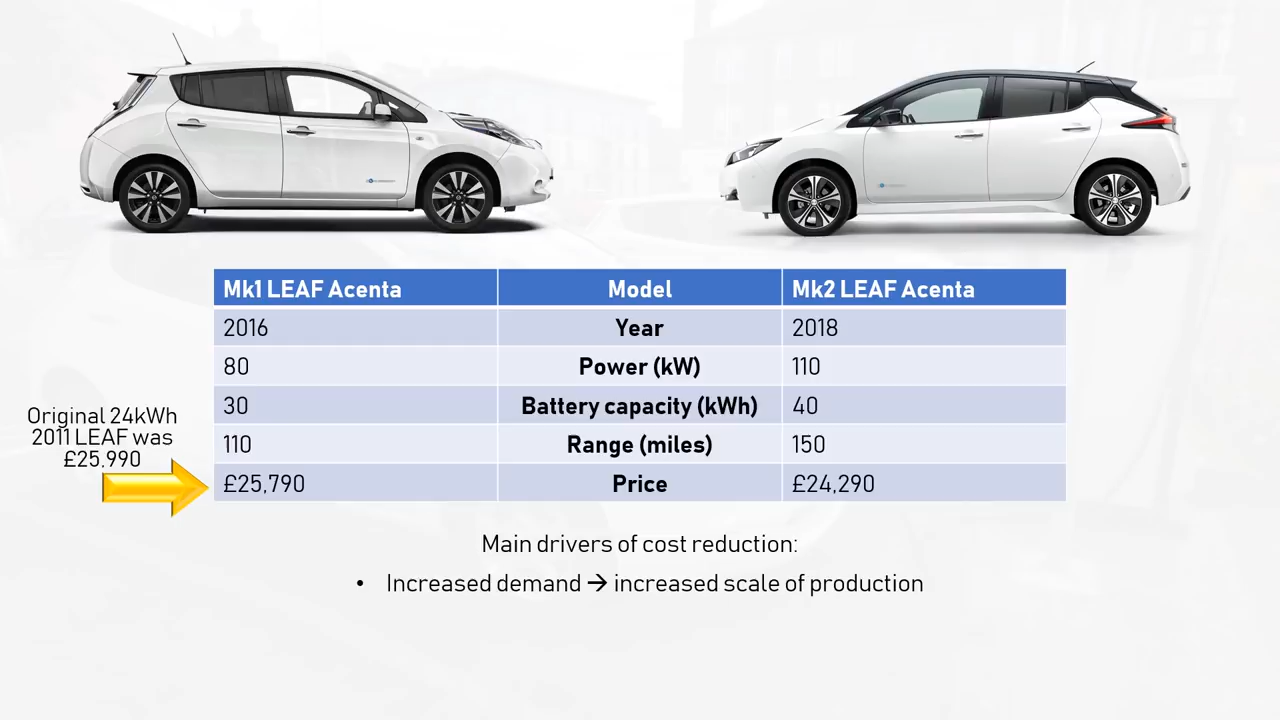 Mk1 LEAF Acenta Model Mk2 LEAF Acenta
2016 Year 2018
80 Power (kW) 110
30 Battery capacity (kWh) 40
110 Range (miles) 150
£25,790 Price £24,290
Original 24kWh
2011 LEAF was
£25,990
Main drivers of cost reduction:
• Increased demand → increased scale of production